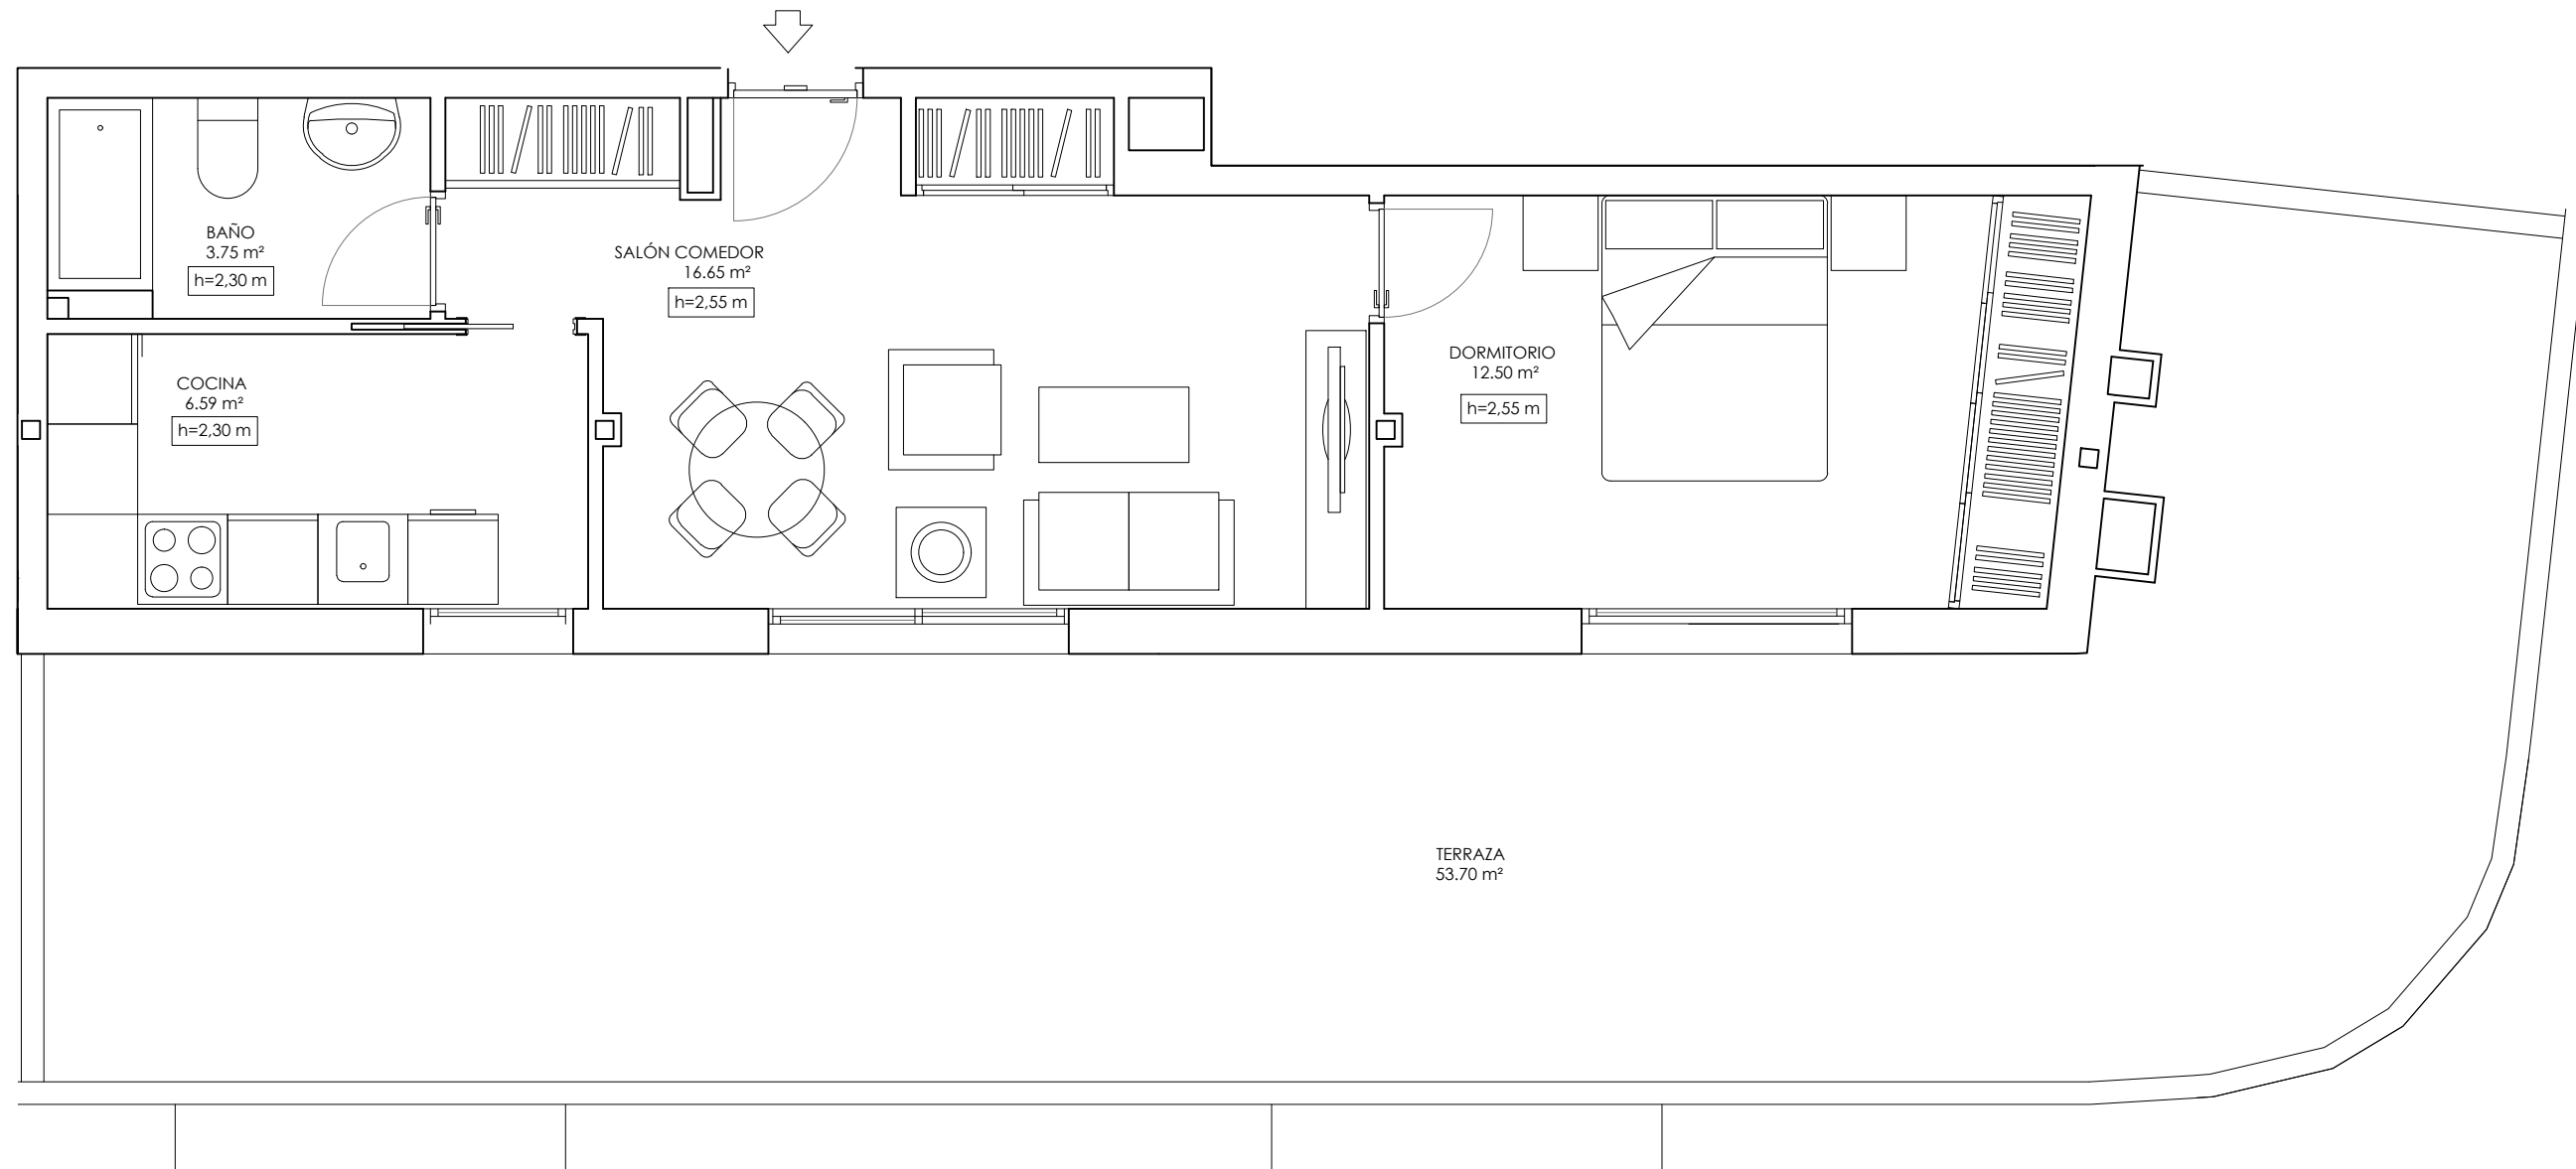 BAÑO
3.75 m²
h=2,30 m
SALÓN COMEDOR
16.65 m²
h=2,55 m
COCINA
6.59 m²
h=2,30 m
DORMITORIO
12.50 m²
h=2,55 m
TERRAZA
53.70 m²